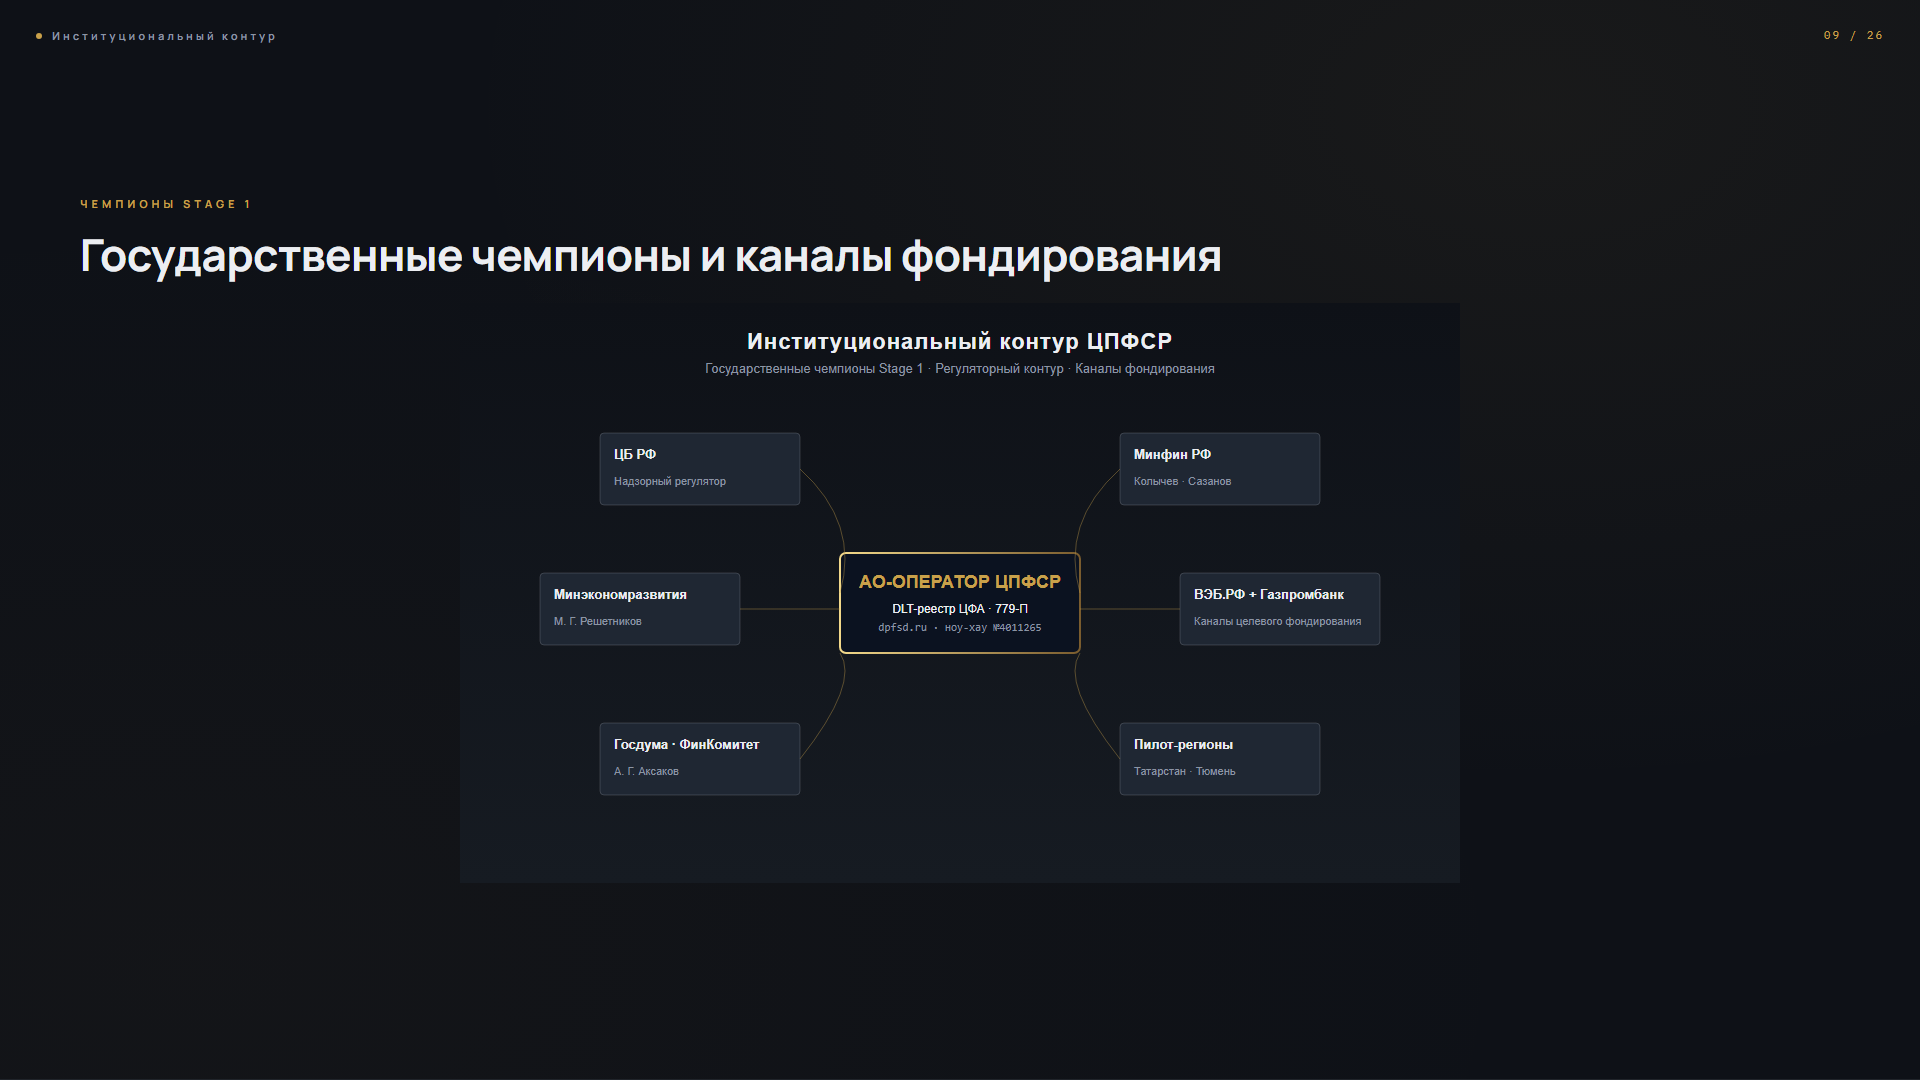 Институциональный контур
09 / 26
ЧЕМПИОНЫ STAGE 1
Государственные чемпионы и каналы фондирования
Институциональный контур ЦПФСР
Государственные чемпионы Stage 1 · Регуляторный контур · Каналы фондирования
ЦБ РФ
Надзорный регулятор
Минфин РФ
Колычев · Сазанов
Минэкономразвития
М. Г. Решетников
АО-ОПЕРАТОР ЦПФСР
DLT-реестр ЦФА · 779-П
dpfsd.ru · ноу-хау №4011265
ВЭБ.РФ + Газпромбанк
Каналы целевого фондирования
Госдума · ФинКомитет
А. Г. Аксаков
Пилот-регионы
Татарстан · Тюмень